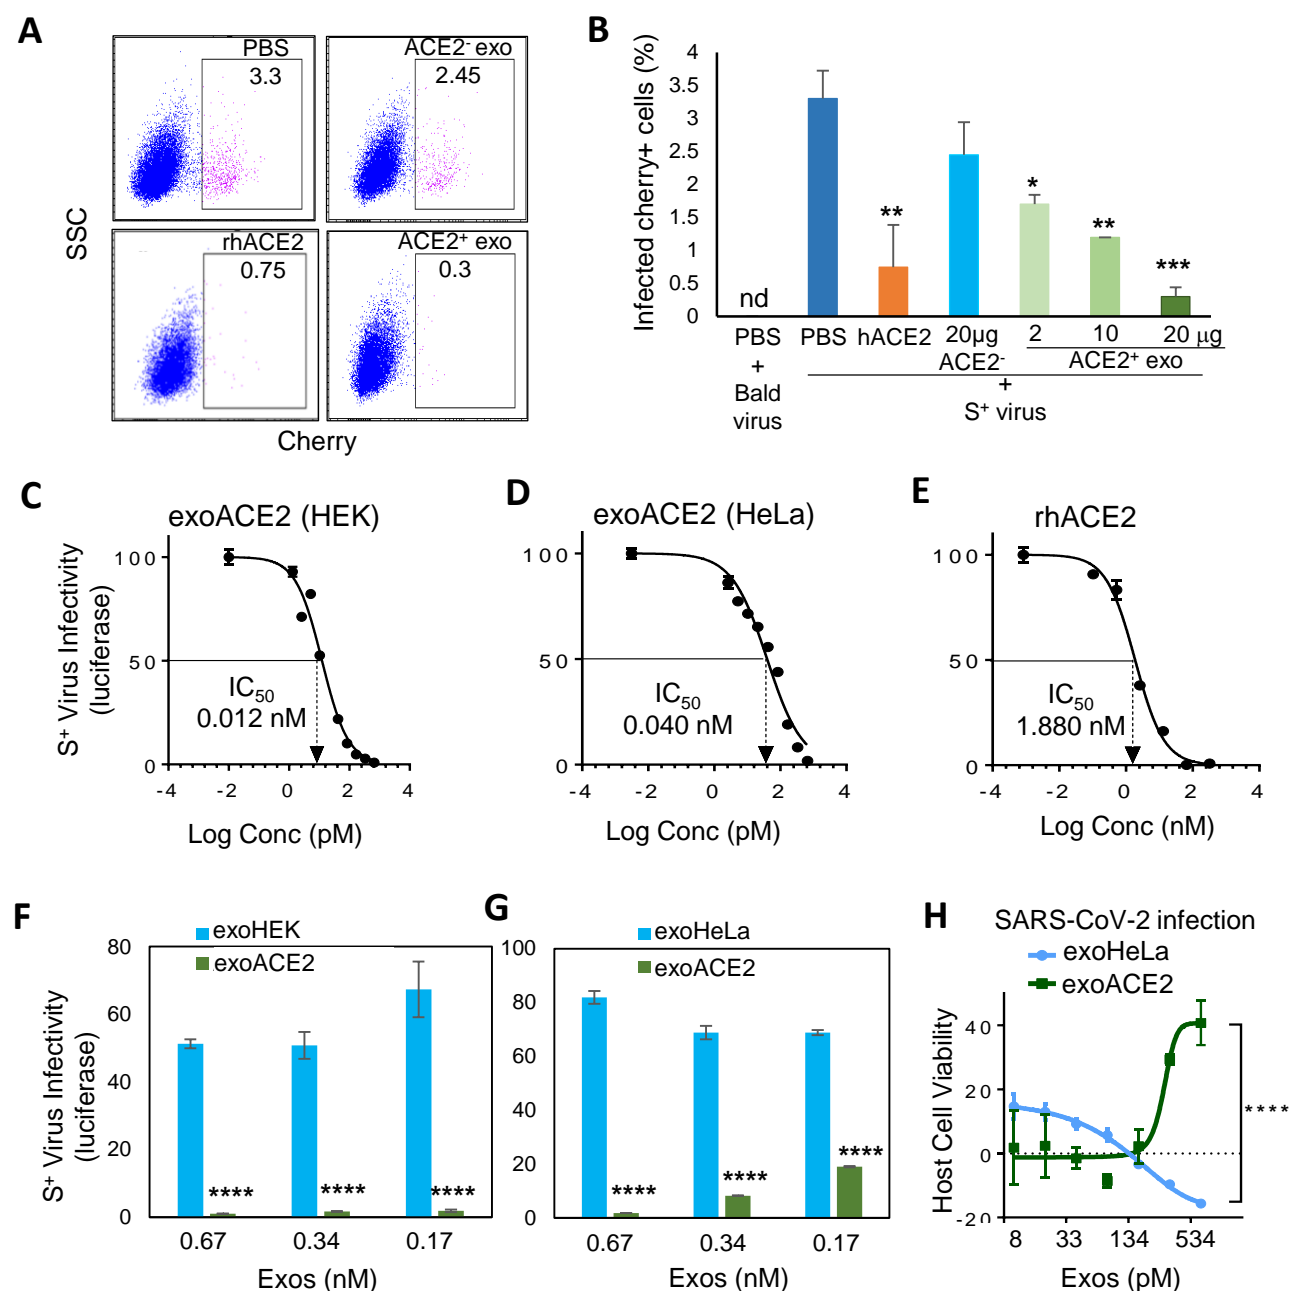 A
PBS
3.3
ACE2⁻ exo
2.45
rhACE2
0.75
ACE2⁺ exo
0.3
SSC
Cherry
B
Infected cherry+ cells (%)
4
3.5
3
2.5
2
1.5
1
0.5
0
nd
**
*
**
***
PBS
+
Bald
virus
PBS
hACE2
20µg
ACE2⁻
2
10
20 µg
ACE2⁺ exo
+
S⁺ virus
C
exoACE2 (HEK)
S⁺ Virus Infectivity
(luciferase)
100
50
0
IC₅₀
0.012 nM
-4 -2 0 2 4
Log Conc (pM)
D
exoACE2 (HeLa)
100
50
0
IC₅₀
0.040 nM
-4 -2 0 2 4
Log Conc (pM)
E
rhACE2
100
50
0
IC₅₀
1.880 nM
-4 -2 0 2 4
Log Conc (nM)
F
exoHEK
exoACE2
S⁺ Virus Infectivity
(luciferase)
80
60
40
20
0
**** **** ****
0.67 0.34 0.17
Exos (nM)
G
exoHeLa
exoACE2
100
80
60
40
20
0
**** **** ****
0.67 0.34 0.17
Exos (nM)
H
SARS-CoV-2 infection
exoHeLa
exoACE2
Host Cell Viability
40
20
0
-20
****
8 33 134 534
Exos (pM)